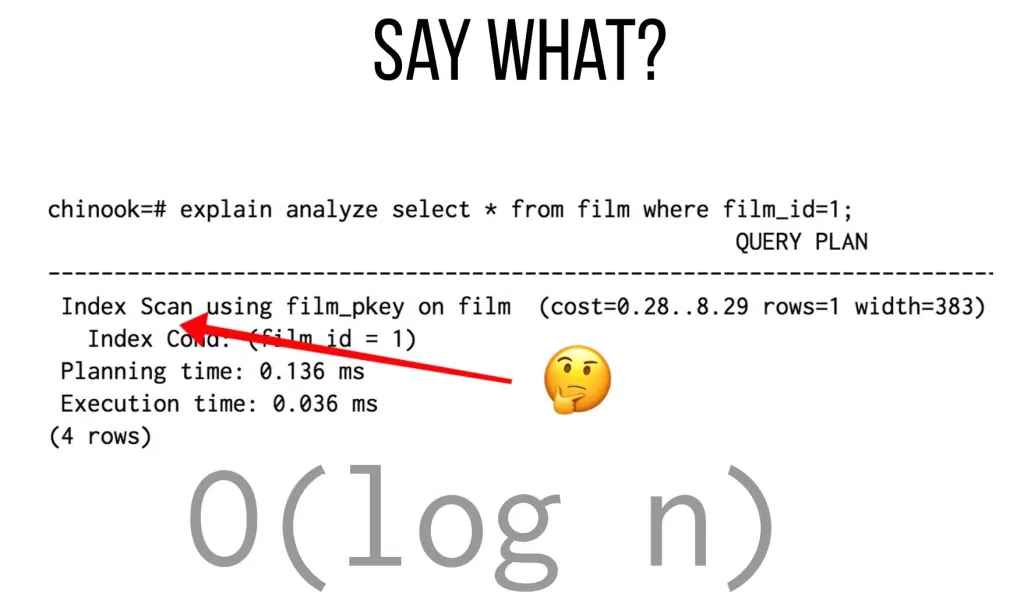 SAY WHAT?
chinook=# explain analyze select * from film where film_id=1;
QUERY PLAN
--------------------------------------------------------------------------
Index Scan using film_pkey on film (cost=0.28..8.29 rows=1 width=383)
Index Cond: (film_id = 1)
Planning time: 0.136 ms
Execution time: 0.036 ms
(4 rows)
O(log n)